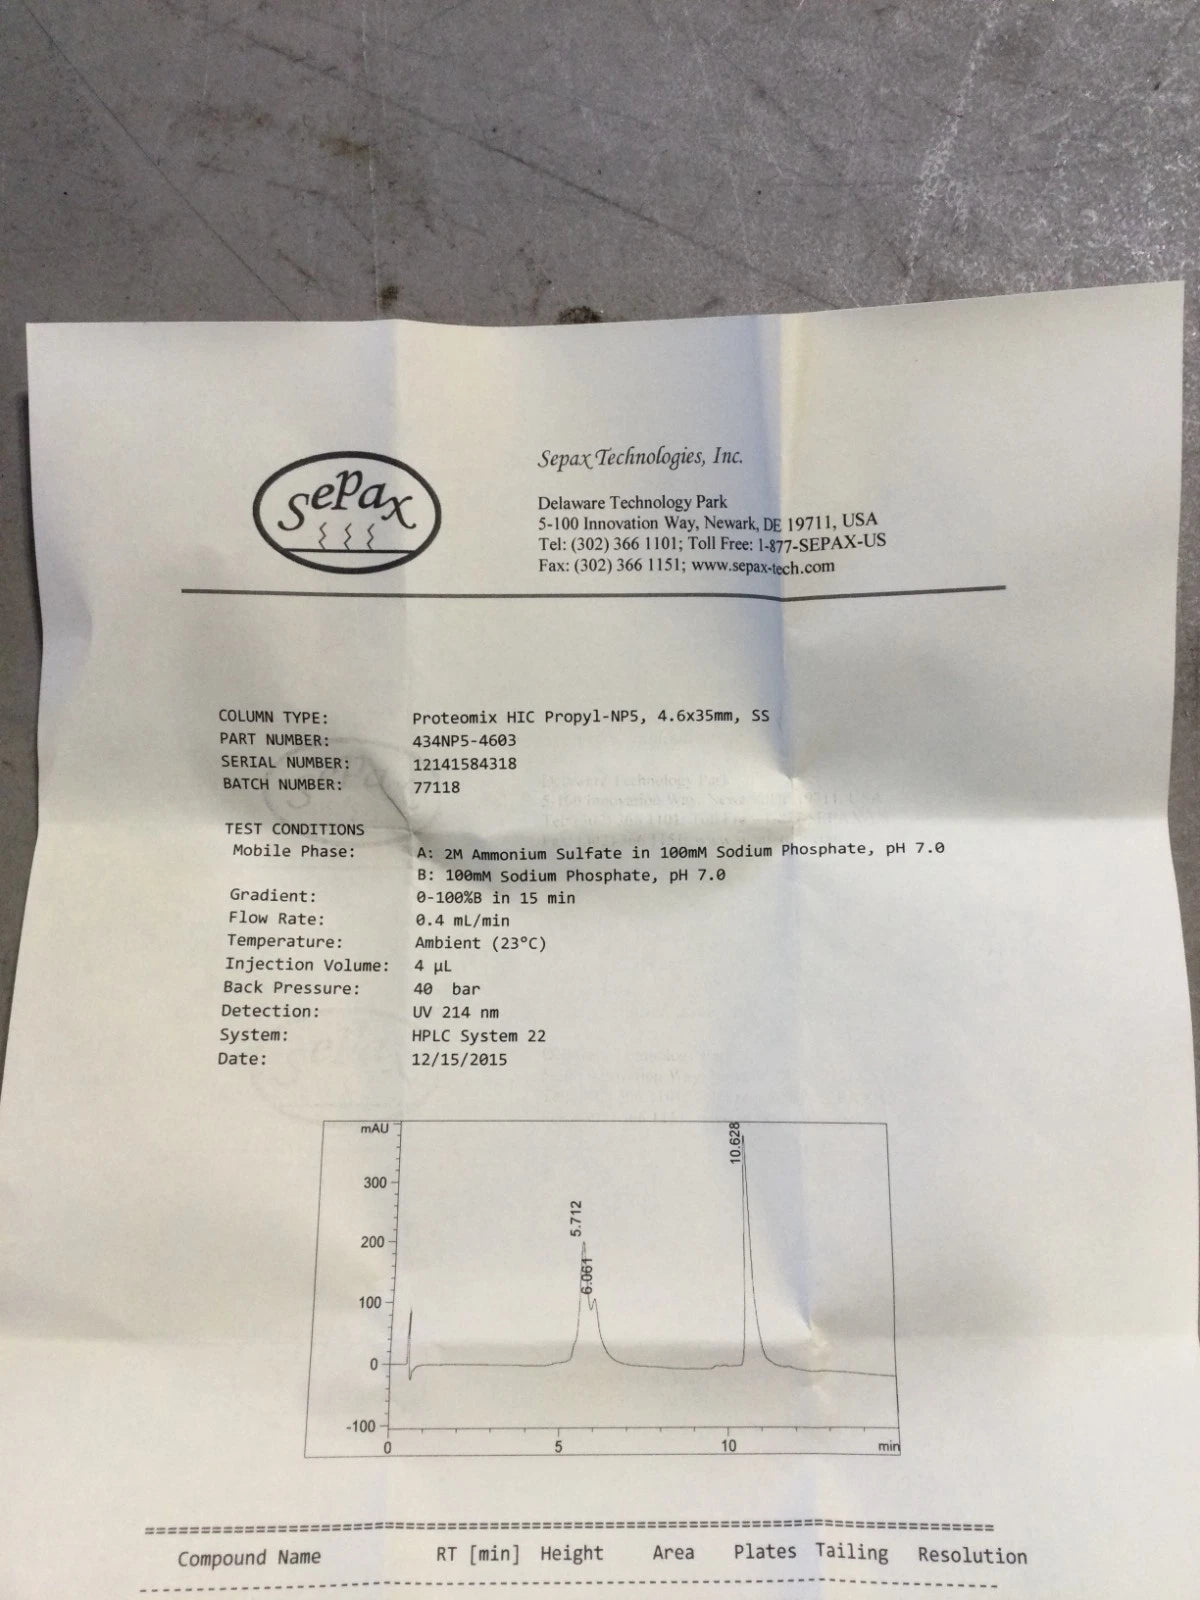 sepax
Sepax Technologies, Inc.
Delaware Technology Park
5-100 Innovation Way, Newark, DE 19711, USA
Tel: (302) 366 1101; Toll Free: 1-877-SEPAX-US
Fax: (302) 366 1151; www.sepax-tech.com
COLUMN TYPE: Proteomix HIC Propyl-NP5, 4.6x35mm, SS
PART NUMBER: 434NP5-4603
SERIAL NUMBER: 12141584318
BATCH NUMBER: 77118
TEST CONDITIONS
Mobile Phase: A: 2M Ammonium Sulfate in 100mM Sodium Phosphate, pH 7.0
B: 100mM Sodium Phosphate, pH 7.0
Gradient: 0-100%B in 15 min
Flow Rate: 0.4 mL/min
Temperature: Ambient (23°C)
Injection Volume: 4 µL
Back Pressure: 40 bar
Detection: UV 214 nm
System: HPLC System 22
Date: 12/15/2015
mAU
10.628
300
5.712
200
6.061
100
0
-100
0 5 10 min
Compound Name RT [min] Height Area Plates Tailing Resolution